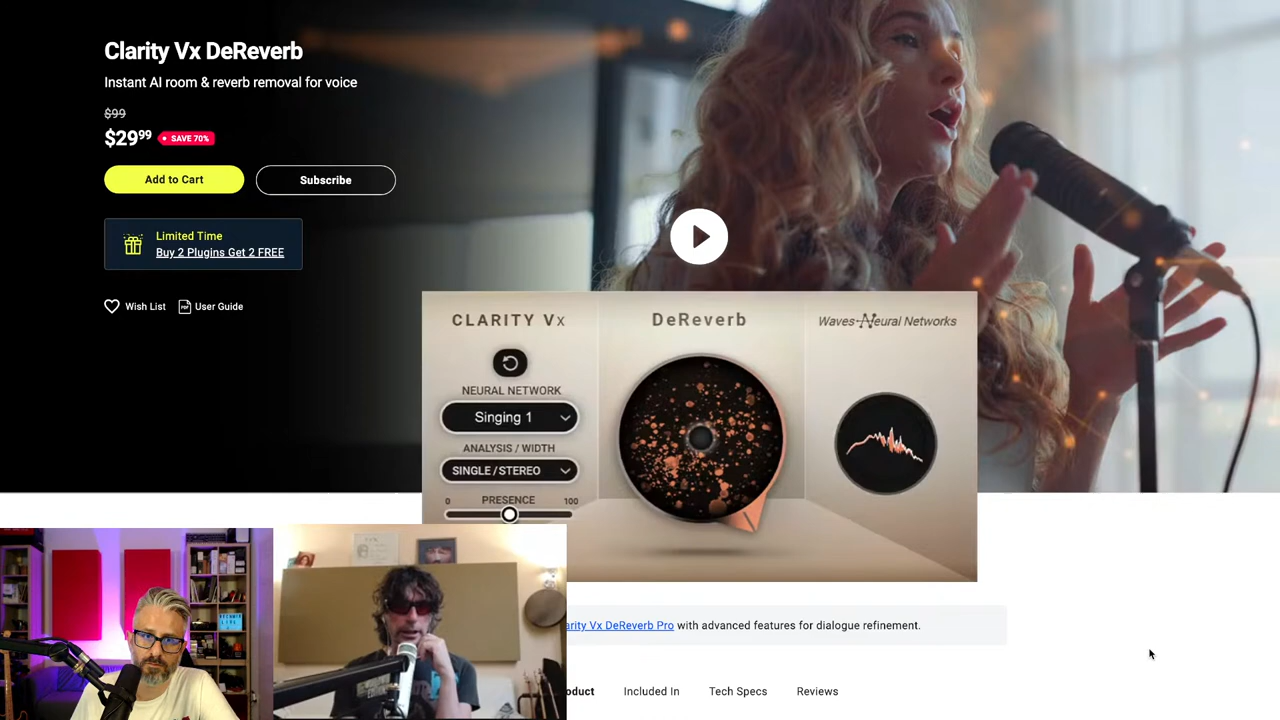 Clarity Vx DeReverb
Instant AI room & reverb removal for voice
$99
$29⁹⁹ SAVE 70%
Add to Cart
Subscribe
Limited Time
Buy 2 Plugins Get 2 FREE
Wish List
User Guide
CLARITY Vx
DeReverb
Waves Neural Networks
NEURAL NETWORK
Singing 1
ANALYSIS / WIDTH
SINGLE / STEREO
0 PRESENCE 100
arity Vx DeReverb Pro with advanced features for dialogue refinement.
oduct
Included In
Tech Specs
Reviews